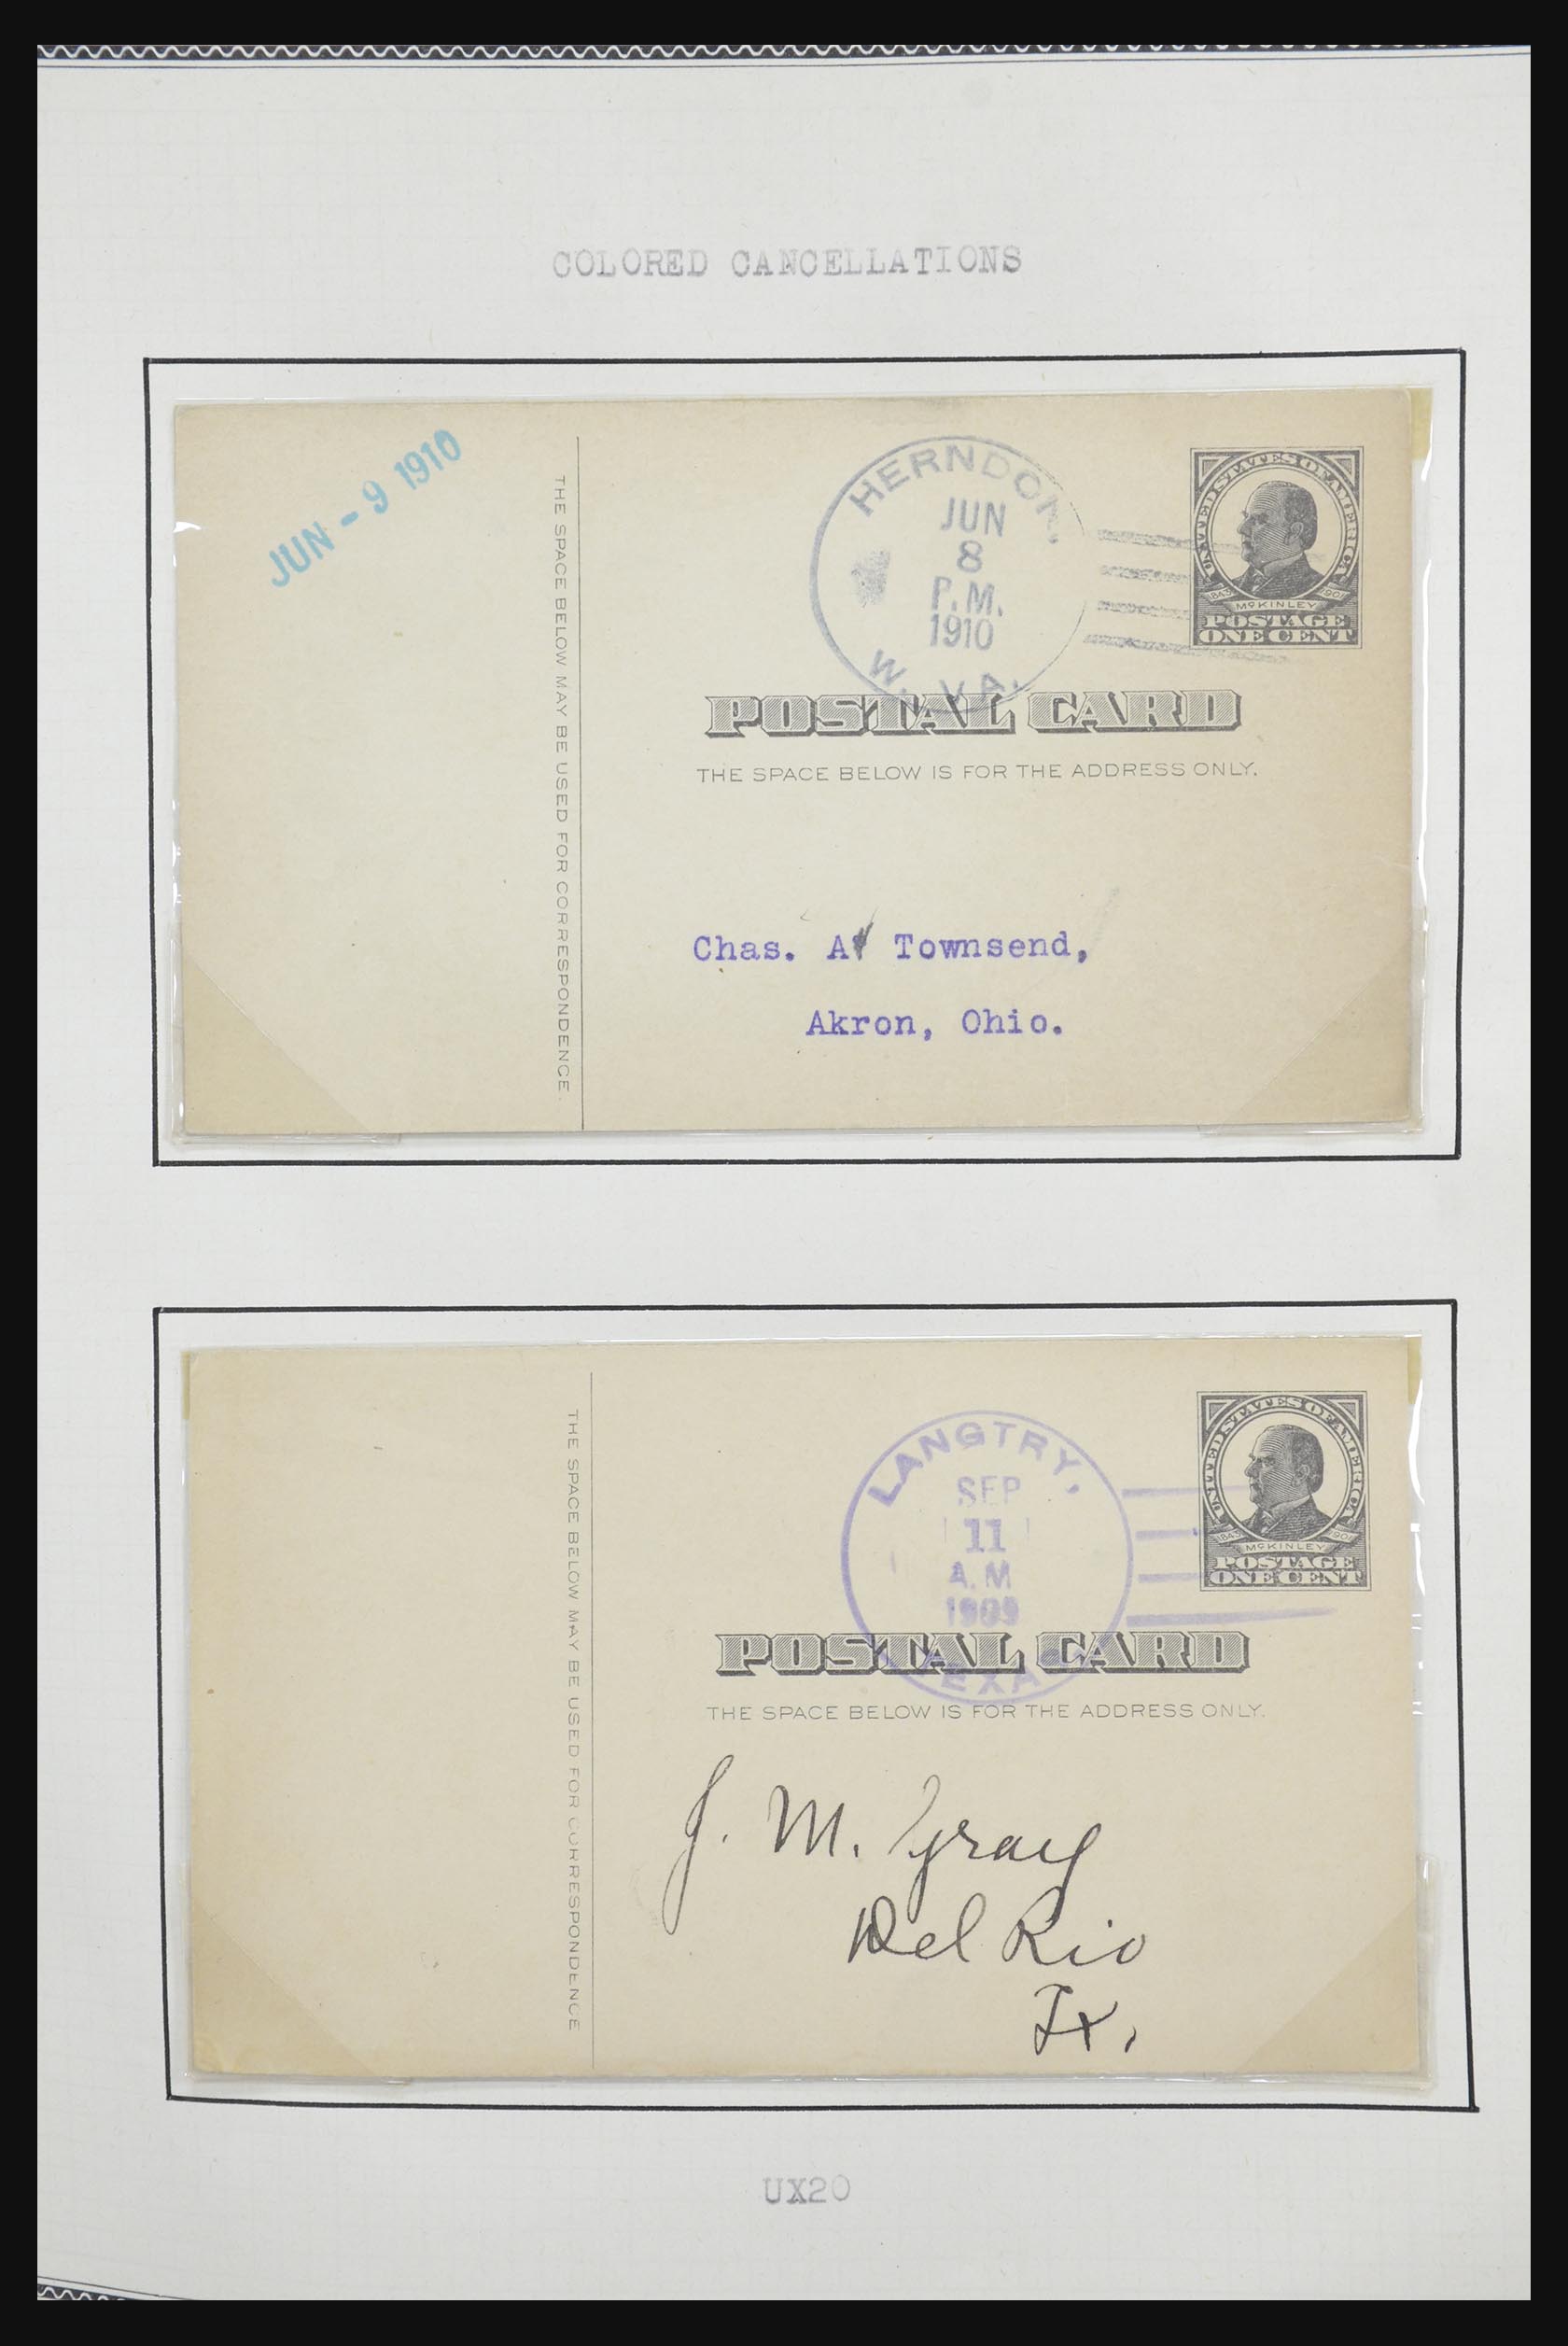 COLORED CANCELLATIONS
JUN - 9 1910
THE SPACE BELOW MAY BE USED FOR CORRESPONDENCE.
HERNDON,
JUN
8
P.M.
1910
W. VA.
UNITED STATES OF AMERICA
1843 1901
McKINLEY
POSTAGE
ONE CENT
POSTAL CARD
THE SPACE BELOW IS FOR THE ADDRESS ONLY.
Chas. A Townsend,
Akron, Ohio.
THE SPACE BELOW MAY BE USED FOR CORRESPONDENCE
LANGTRY,
SEP
11
A.M
1909
TEXAS
UNITED STATES OF AMERICA
1843 1901
McKINLEY
POSTAGE
ONE CENT
POSTAL CARD
THE SPACE BELOW IS FOR THE ADDRESS ONLY.
J. M. Gray
Del Rio
Tx.
UX20